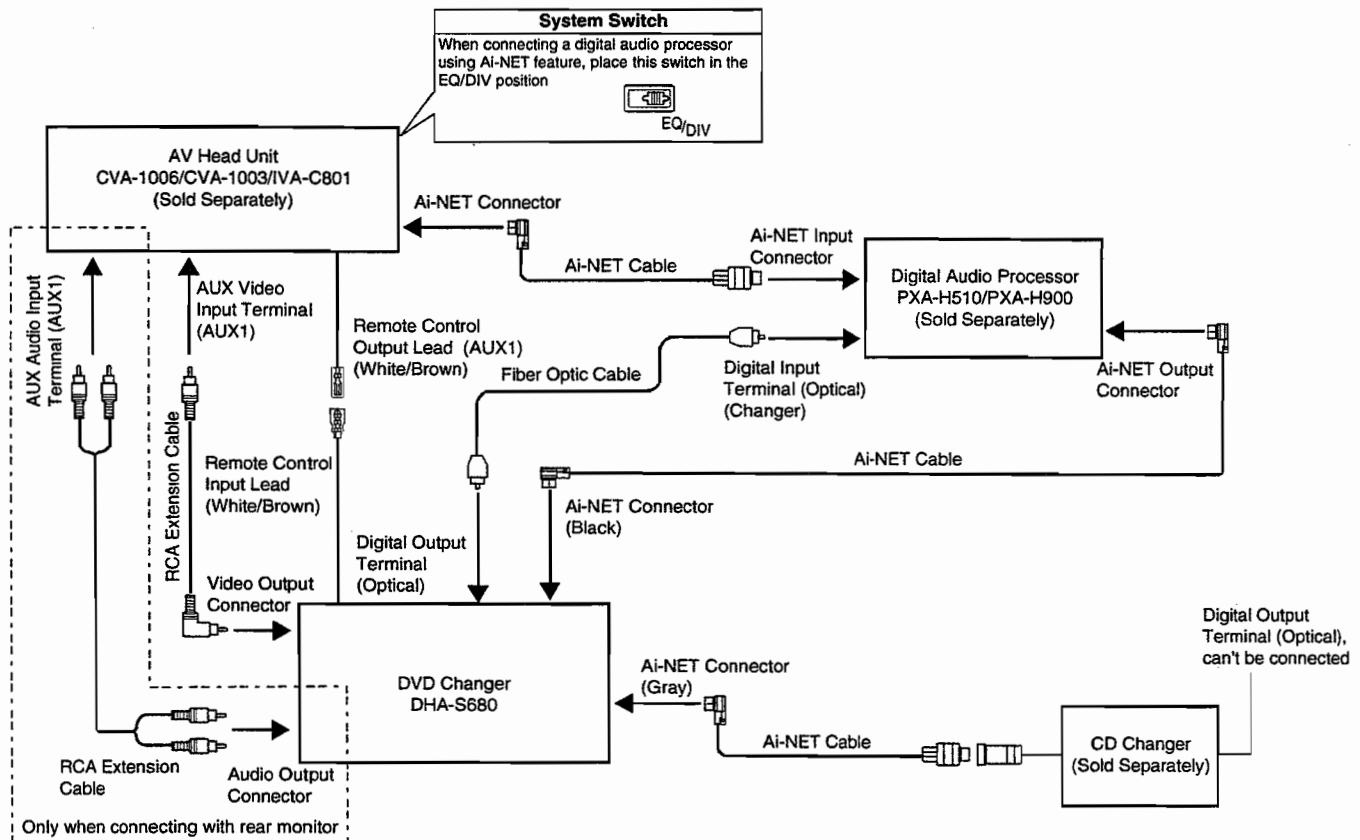 System Switch
When connecting a digital audio processor
using Ai-NET feature, place this switch in the
EQ/DIV position
EQ/DIV
AV Head Unit
CVA-1006/CVA-1003/IVA-C801
(Sold Separately)
Ai-NET Connector
Ai-NET Cable
Ai-NET Input
Connector
Digital Audio Processor
PXA-H510/PXA-H900
(Sold Separately)
AUX Audio Input
Terminal (AUX1)
AUX Video
Input Terminal
(AUX1)
Remote Control
Output Lead (AUX1)
(White/Brown)
Fiber Optic Cable
Digital Input
Terminal (Optical)
(Changer)
Ai-NET Output
Connector
RCA Extension Cable
Remote Control
Input Lead
(White/Brown)
Ai-NET Cable
Ai-NET Connector
(Black)
Digital Output
Terminal
(Optical)
Video Output
Connector
DVD Changer
DHA-S680
Ai-NET Connector
(Gray)
Ai-NET Cable
Digital Output
Terminal (Optical),
can't be connected
CD Changer
(Sold Separately)
RCA Extension
Cable
Audio Output
Connector
Only when connecting with rear monitor